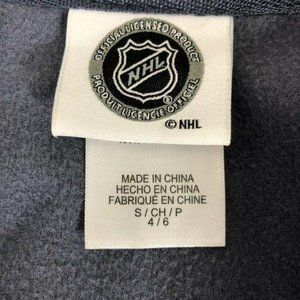 OFFICIAL LICENSED PRODUCT
NHL
PRODUIT LICENCIÉ OFFICIEL
© NHL
MADE IN CHINA
HECHO EN CHINA
FABRIQUÉ EN CHINE
S / CH / P
4 / 6